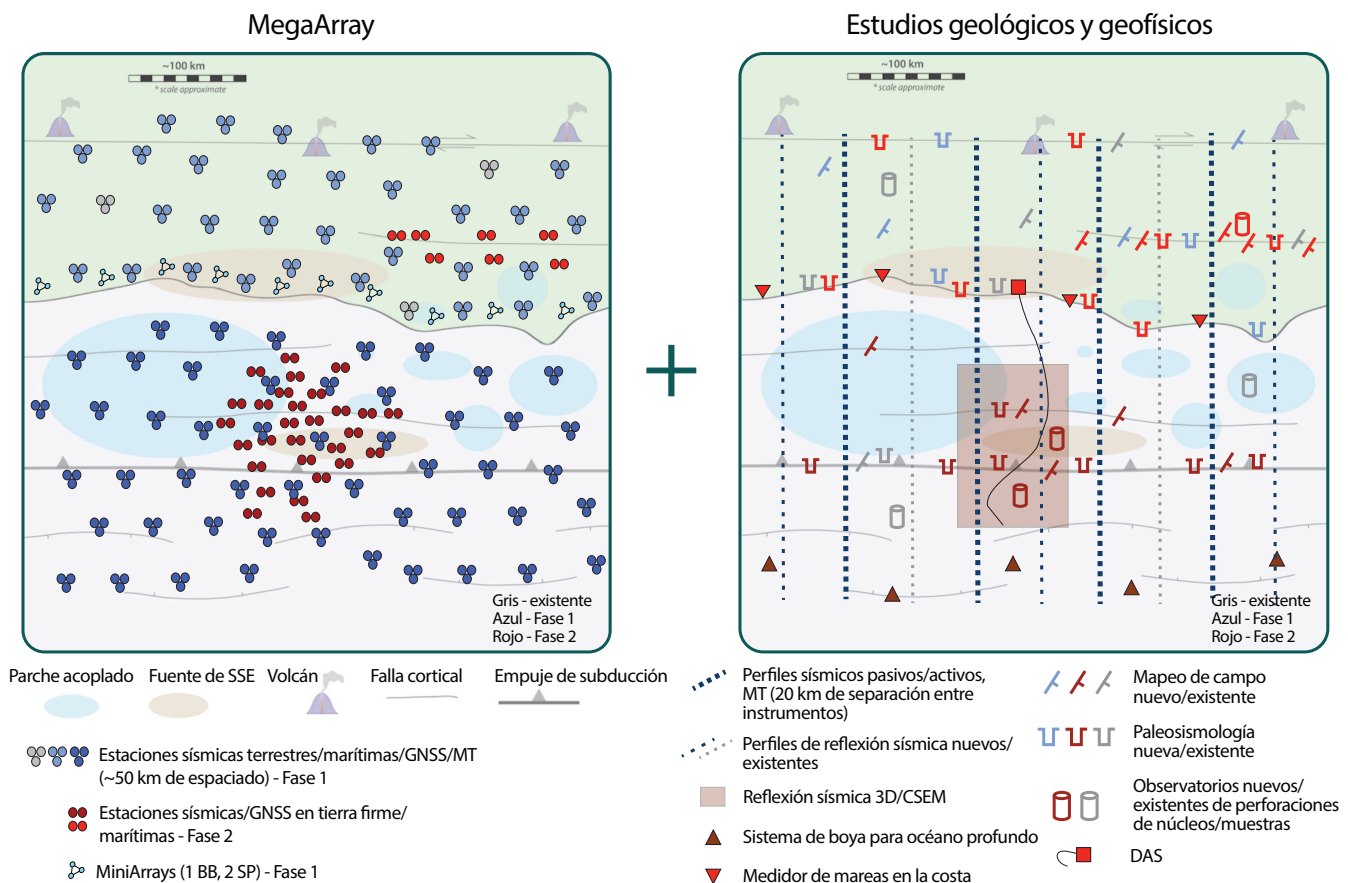 MegaArray
~100 km
* scale approximate
Gris - existente
Azul - Fase 1
Rojo - Fase 2
Estudios geológicos y geofísicos
~100 km
* scale approximate
Gris - existente
Azul - Fase 1
Rojo - Fase 2
+
Parche acoplado
Fuente de SSE
Volcán
Falla cortical
Empuje de subducción
Estaciones sísmicas terrestres/marítimas/GNSS/MT
(~50 km de espaciado) - Fase 1
Estaciones sísmicas/GNSS en tierra firme/
marítimas - Fase 2
MiniArrays (1 BB, 2 SP) - Fase 1
Perfiles sísmicos pasivos/activos,
MT (20 km de separación entre
instrumentos)
Perfiles de reflexión sísmica nuevos/
existentes
Reflexión sísmica 3D/CSEM
Sistema de boya para océano profundo
Medidor de mareas en la costa
Mapeo de campo
nuevo/existente
Paleosismología
nueva/existente
Observatorios nuevos/
existentes de perforaciones
de núcleos/muestras
DAS